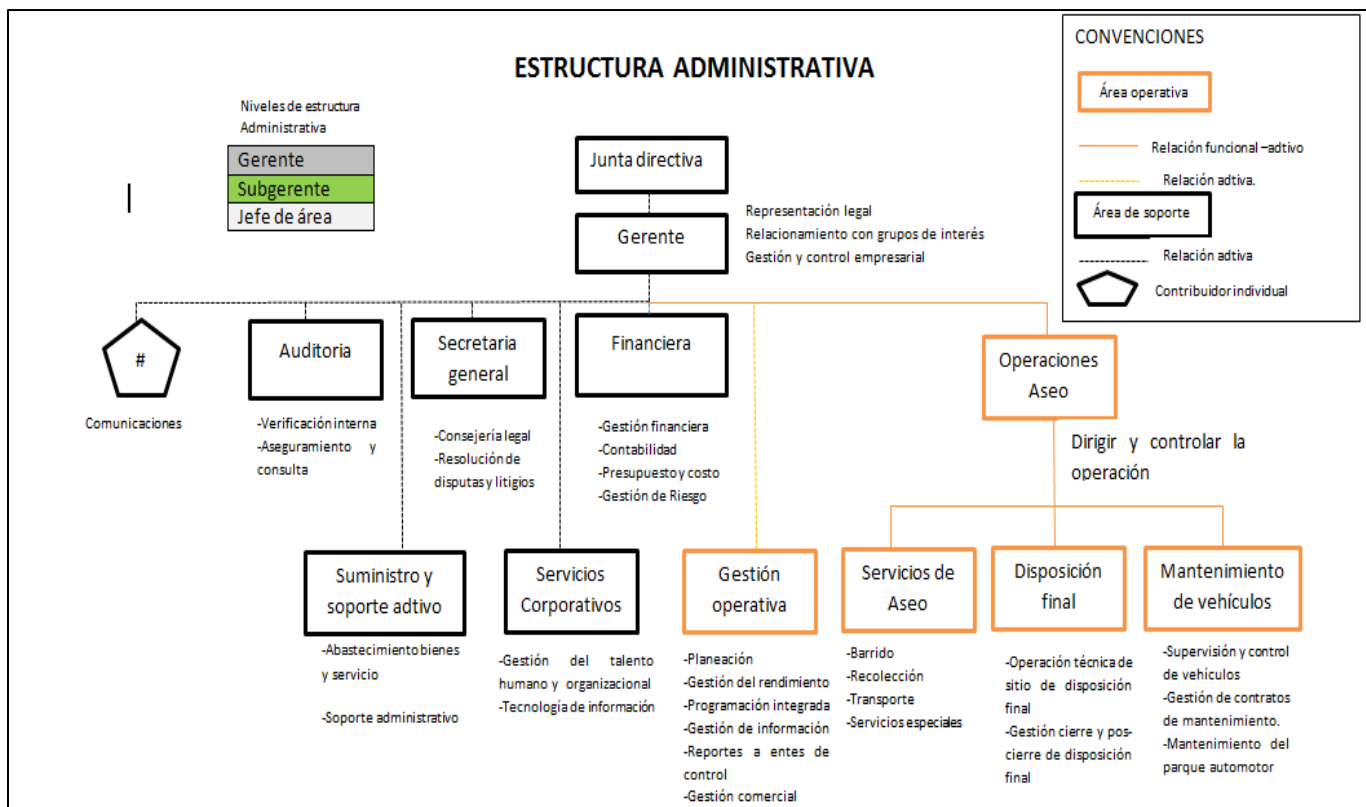 ESTRUCTURA ADMINISTRATIVA
CONVENCIONES
Área operativa
Relación funcional –adtivo
Relación adtiva.
Área de soporte
Relación adtiva
Contribuidor individual
Niveles de estructura
Administrativa
Gerente
Subgerente
Jefe de área
Junta directiva
Gerente
Representación legal
Relacionamiento con grupos de interés
Gestión y control empresarial
#
Comunicaciones
Auditoria
-Verificación interna
-Aseguramiento y
consulta
Secretaria
general
-Consejería legal
-Resolución de
disputas y litigios
Financiera
-Gestión financiera
-Contabilidad
-Presupuesto y costo
-Gestión de Riesgo
Operaciones
Aseo
Dirigir y controlar la
operación
Suministro y
soporte adtivo
-Abastecimiento bienes
y servicio
-Soporte administrativo
Servicios
Corporativos
-Gestión del talento
humano y organizacional
-Tecnología de información
Gestión
operativa
-Planeación
-Gestión del rendimiento
-Programación integrada
-Gestión de información
-Reportes a entes de
control
-Gestión comercial
Servicios de
Aseo
-Barrido
-Recolección
-Transporte
-Servicios especiales
Disposición
final
-Operación técnica de
sitio de disposición
final
-Gestión cierre y pos-
cierre de disposición
final
Mantenimiento
de vehículos
-Supervisión y control
de vehículos
-Gestión de contratos
de mantenimiento.
-Mantenimiento del
parque automotor